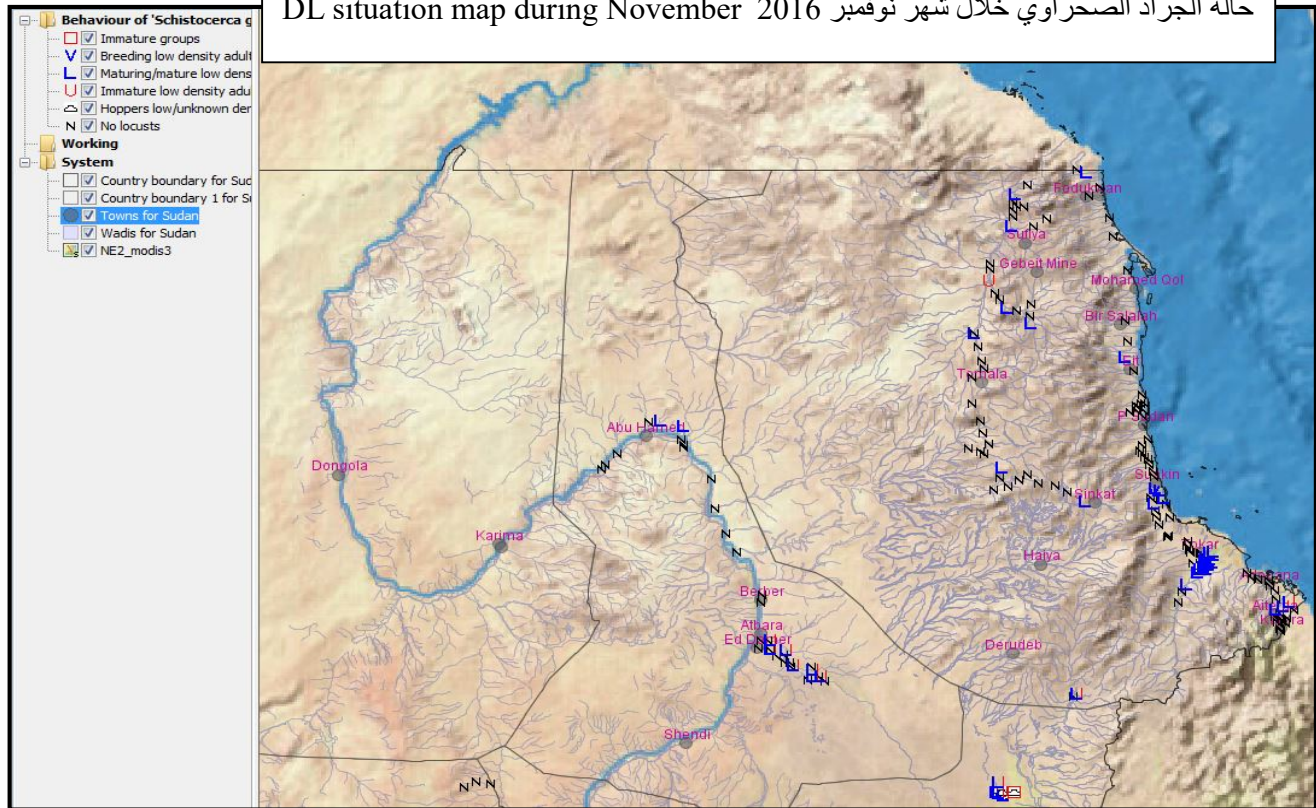 DL situation map during November 2016 حالة الجراد الصحراوي خلال شهر نوفمبر
Behaviour of 'Schistocerca g
Immature groups
Breeding low density adult
Maturing/mature low dens
Immature low density adu
Hoppers low/unknown der
N No locusts
Working
System
Country boundary for Sud
Country boundary 1 for Su
Towns for Sudan
Wadis for Sudan
NE2_modis3
Fudukwan
Sufiya
Gebeit Mine
Mohamed Qol
Bir Salalah
Eit
Tomala
P Sudan
Abu Hamed
Dongola
Suakin
Sinkat
Karima
Tokar
Haiya
Berber
Atbara
Ed Damer
Derudeb
Shendi